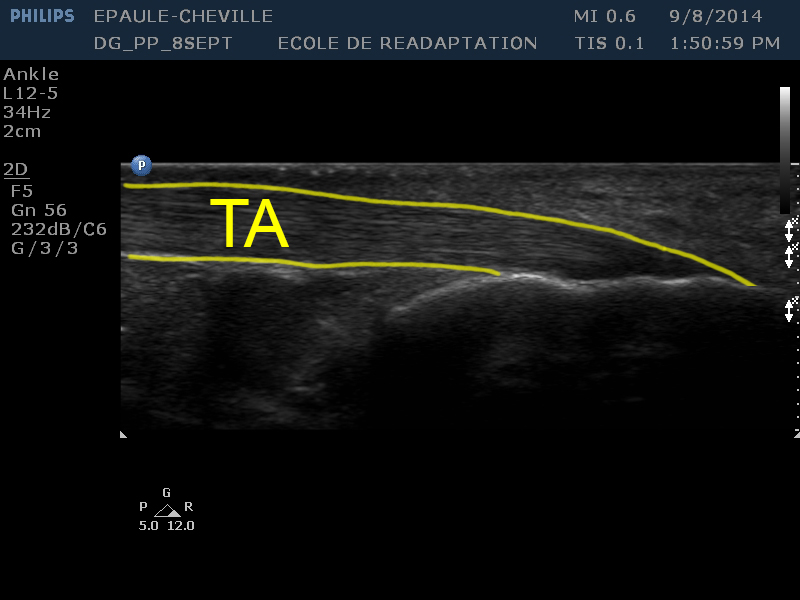 PHILIPS EPAULE-CHEVILLE MI 0.6 9/8/2014
DG_PP_8SEPT ECOLE DE READAPTATION TIS 0.1 1:50:59 PM
Ankle
L12-5
34Hz
2cm
2D
F5
Gn 56
232dB/C6
G/3/3
P
TA
G
P R
5.0 12.0